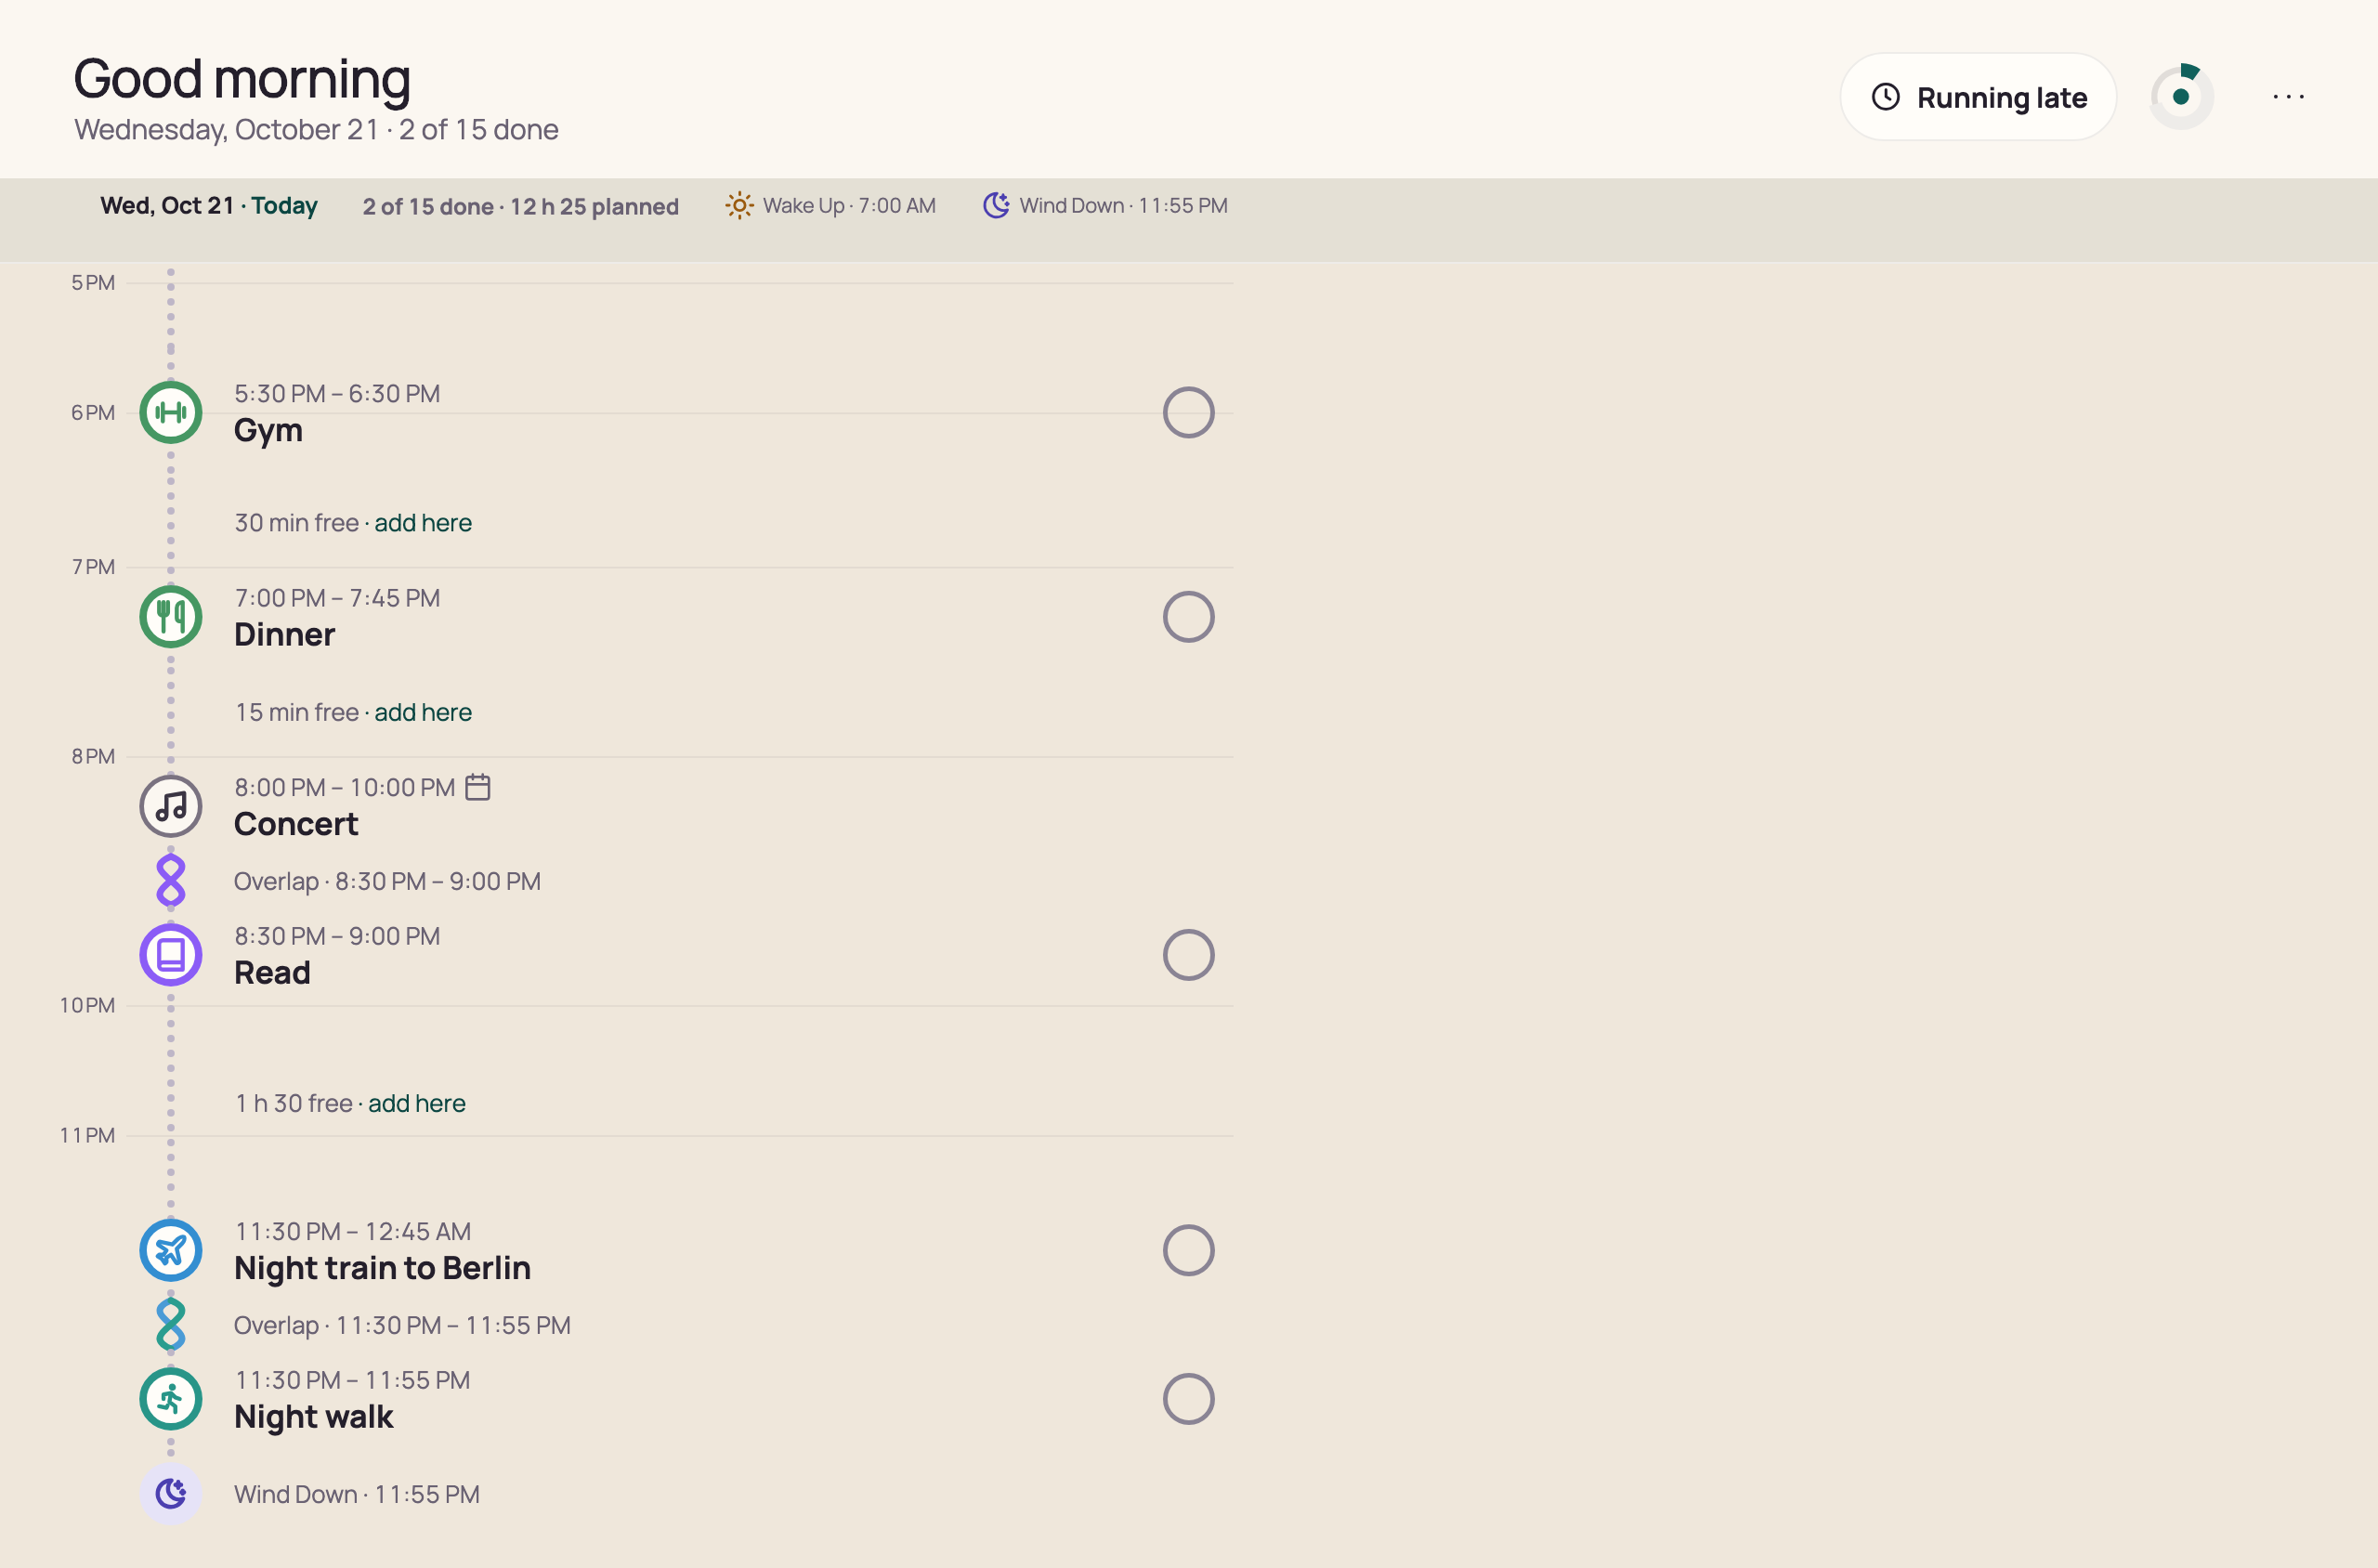 Good morning
Wednesday, October 21 · 2 of 15 done
Running late
Wed, Oct 21 · Today
2 of 15 done · 12 h 25 planned
Wake Up · 7:00 AM
Wind Down · 11:55 PM
5 PM
5:30 PM – 6:30 PM
6 PM
Gym
30 min free · add here
7 PM
7:00 PM – 7:45 PM
Dinner
15 min free · add here
8 PM
8:00 PM – 10:00 PM
Concert
Overlap · 8:30 PM – 9:00 PM
8:30 PM – 9:00 PM
Read
10 PM
1 h 30 free · add here
11 PM
11:30 PM – 12:45 AM
Night train to Berlin
Overlap · 11:30 PM – 11:55 PM
11:30 PM – 11:55 PM
Night walk
Wind Down · 11:55 PM